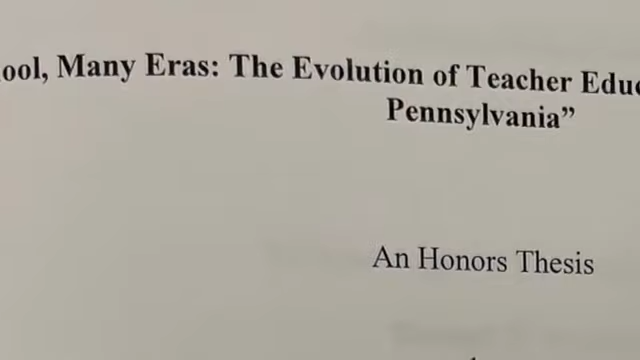 ool, Many Eras: The Evolution of Teacher Educ
Pennsylvania”
An Honors Thesis